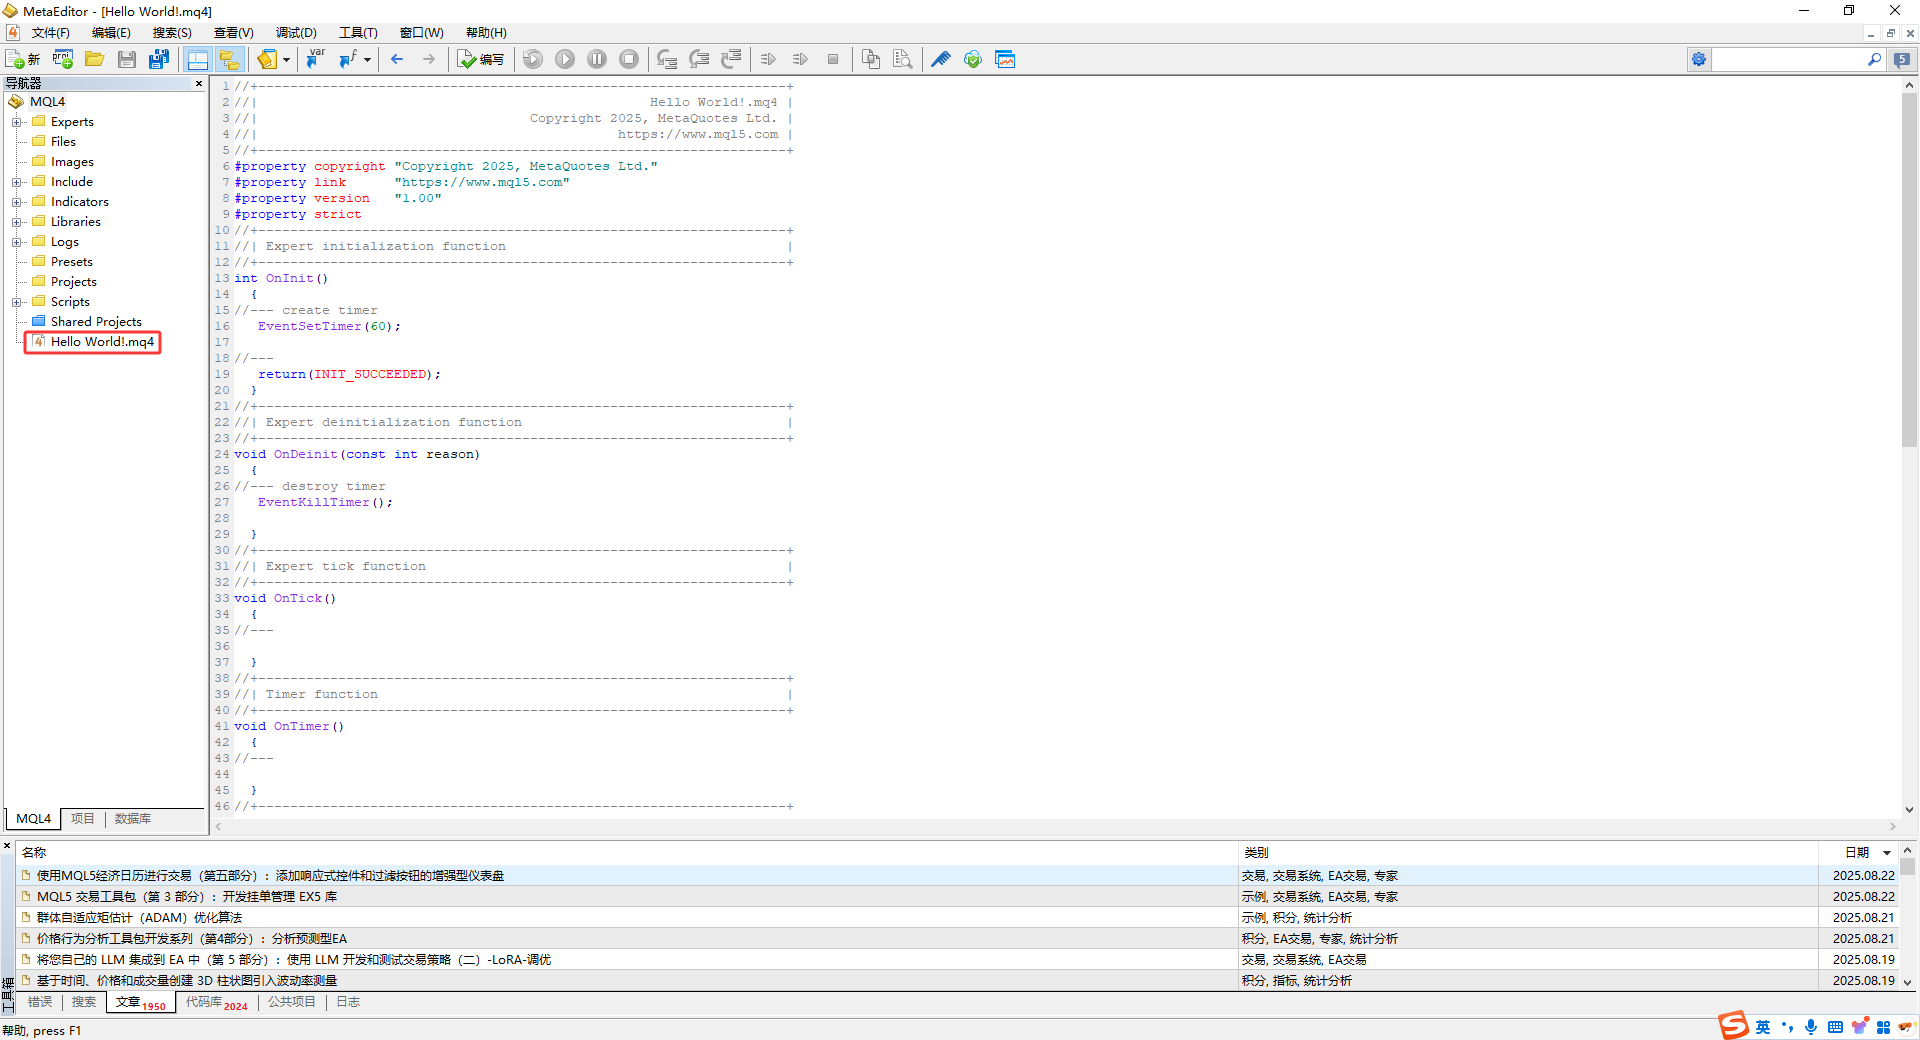 MetaEditor - [Hello World!.mq4]
文件(F) 编辑(E) 搜索(S) 查看(V) 调试(D) 工具(T) 窗口(W) 帮助(H)
新 var 编写 5
导航器
MQL4
Experts
Files
Images
Include
Indicators
Libraries
Logs
Presets
Projects
Scripts
Shared Projects
Hello World!.mq4
MQL4 项目 数据库
1 //+------------------------------------------------------------------+
2 //|                                                 Hello World!.mq4 |
3 //|                                  Copyright 2025, MetaQuotes Ltd. |
4 //|                                             https://www.mql5.com |
5 //+------------------------------------------------------------------+
6 #property copyright "Copyright 2025, MetaQuotes Ltd."
7 #property link      "https://www.mql5.com"
8 #property version   "1.00"
9 #property strict
10 //+------------------------------------------------------------------+
11 //| Expert initialization function                                   |
12 //+------------------------------------------------------------------+
13 int OnInit()
14   {
15 //--- create timer
16    EventSetTimer(60);
17
18 //---
19    return(INIT_SUCCEEDED);
20   }
21 //+------------------------------------------------------------------+
22 //| Expert deinitialization function                                 |
23 //+------------------------------------------------------------------+
24 void OnDeinit(const int reason)
25   {
26 //--- destroy timer
27    EventKillTimer();
28
29   }
30 //+------------------------------------------------------------------+
31 //| Expert tick function                                             |
32 //+------------------------------------------------------------------+
33 void OnTick()
34   {
35 //---
36
37   }
38 //+------------------------------------------------------------------+
39 //| Timer function                                                   |
40 //+------------------------------------------------------------------+
41 void OnTimer()
42   {
43 //---
44
45   }
46 //+------------------------------------------------------------------+
名称 类别 日期
使用MQL5经济日历进行交易（第五部分）：添加响应式控件和过滤按钮的增强型仪表盘 交易, 交易系统, EA交易, 专家 2025.08.22
MQL5 交易工具包（第 3 部分）：开发挂单管理 EX5 库 示例, 交易系统, EA交易, 专家 2025.08.22
群体自适应矩估计（ADAM）优化算法 示例, 积分, 统计分析 2025.08.21
价格行为分析工具包开发系列（第4部分）：分析预测型EA 积分, EA交易, 专家, 统计分析 2025.08.21
将您自己的 LLM 集成到 EA 中（第 5 部分）：使用 LLM 开发和测试交易策略（二）-LoRA-调优 交易, 交易系统, EA交易 2025.08.19
基于时间、价格和成交量创建 3D 柱状图引入波动率测量 积分, 指标, 统计分析 2025.08.19
工具箱
错误 搜索 文章 1950 代码库 2024 公共项目 日志
帮助, press F1
英